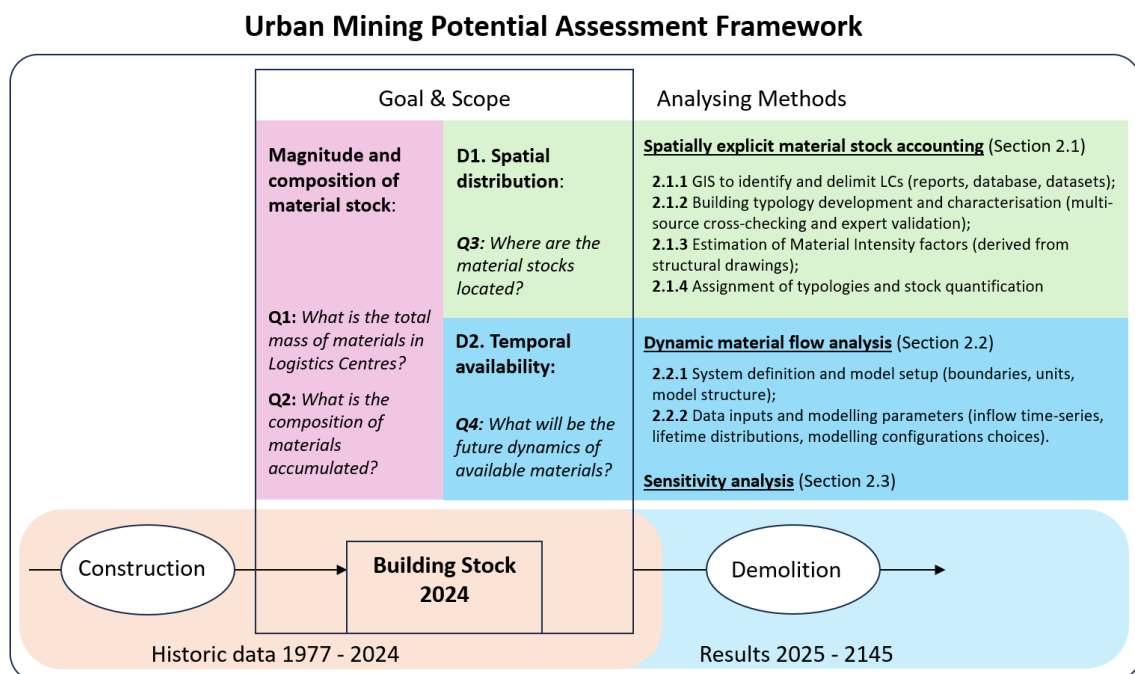 Urban Mining Potential Assessment Framework
Goal & Scope
Analysing Methods
Magnitude and
composition of
material stock:
Q1: What is the total
mass of materials in
Logistics Centres?
Q2: What is the
composition of
materials
accumulated?
D1. Spatial
distribution:
Q3: Where are the
material stocks
located?
D2. Temporal
availability:
Q4: What will be the
future dynamics of
available materials?
Spatially explicit material stock accounting (Section 2.1)
2.1.1 GIS to identify and delimit LCs (reports, database, datasets);
2.1.2 Building typology development and characterisation (multi-
source cross-checking and expert validation);
2.1.3 Estimation of Material Intensity factors (derived from
structural drawings);
2.1.4 Assignment of typologies and stock quantification
Dynamic material flow analysis (Section 2.2)
2.2.1 System definition and model setup (boundaries, units,
model structure);
2.2.2 Data inputs and modelling parameters (inflow time-series,
lifetime distributions, modelling configurations choices).
Sensitivity analysis (Section 2.3)
Construction
Building Stock
2024
Demolition
Historic data 1977 - 2024
Results 2025 - 2145